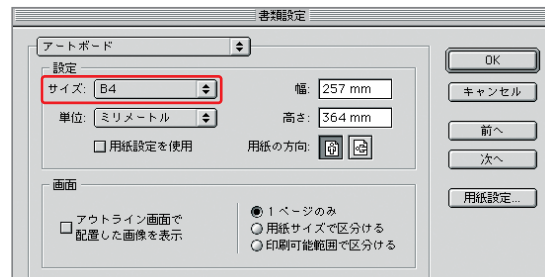 書類設定
アートボード
設定
サイズ: B4
幅: 257 mm
単位: ミリメートル
高さ: 364 mm
用紙設定を使用
用紙の方向:
画面
アウトライン画面で
配置した画像を表示
1 ページのみ
用紙サイズで区分ける
印刷可能範囲で区分ける
OK
キャンセル
前へ
次へ
用紙設定...